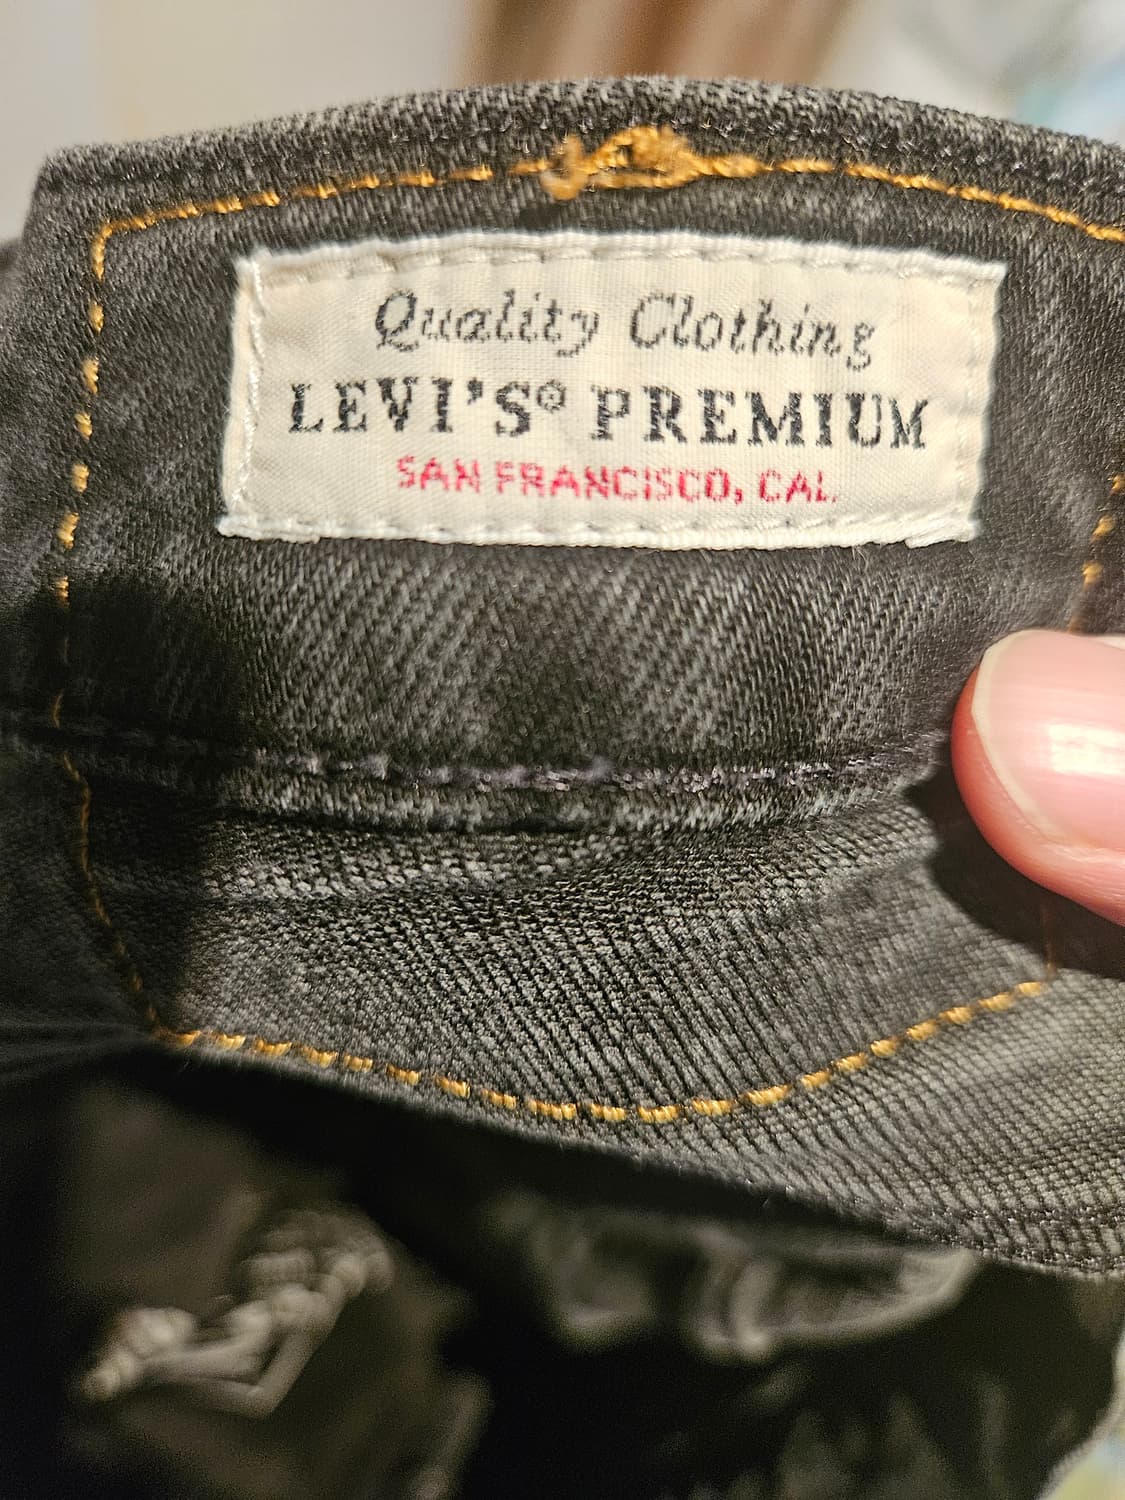 Quality Clothing
LEVI'S® PREMIUM
SAN FRANCISCO, CAL.